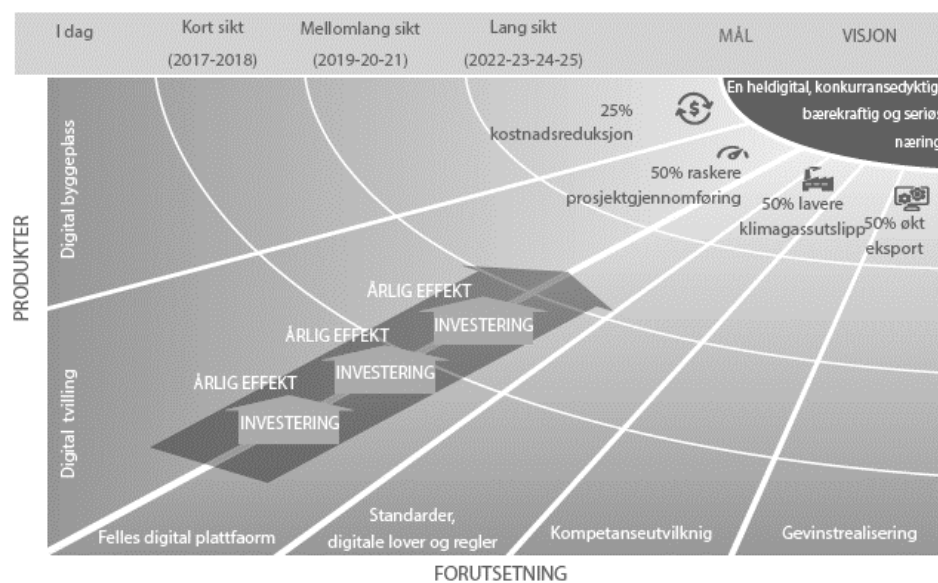 I dag
Kort sikt
(2017-2018)
Mellomlang sikt
(2019-20-21)
Lang sikt
(2022-23-24-25)
MÅL
VISJON
En heldigital, konkurransedyktig,
bærekraftig og seriøs
næring
25%
kostnadsreduksjon
50% raskere
prosjektgjennomføring
50% lavere
klimagassutslipp
50% økt
eksport
PRODUKTER
Digital byggeplass
Digital tvilling
ÅRLIG EFFEKT
INVESTERING
ÅRLIG EFFEKT
INVESTERING
ÅRLIG EFFEKT
INVESTERING
Felles digital plattfaorm
Standarder,
digitale lover og regler
Kompetanseutvilknig
Gevinstrealisering
FORUTSETNING